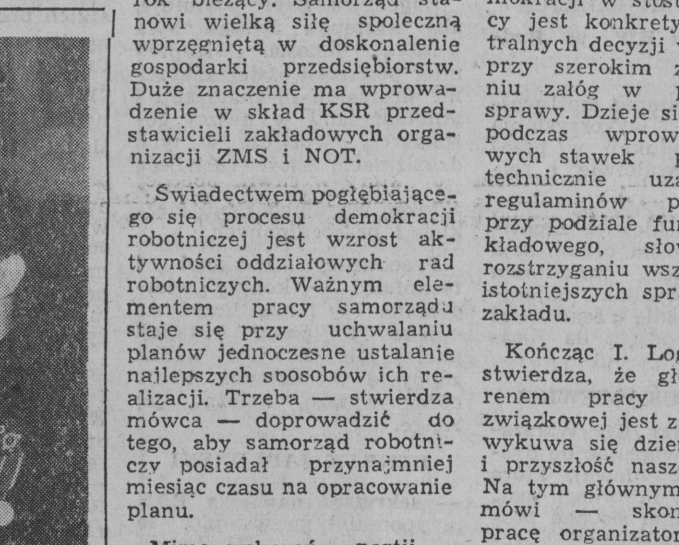 rok bieżący. Samorząd sta-
nowi wielką siłę społeczną
wprzęgniętą w doskonalenie
gospodarki przedsiębiorstw.
Duże znaczenie ma wprowa-
dzenie w skład KSR przed-
stawicieli zakładowych orga-
nizacji ZMS i NOT.
Świadectwem pogłębiające-
go się procesu demokracji
robotniczej jest wzrost ak-
tywności oddziałowych rad
robotniczych. Ważnym ele-
mentem pracy samorządu
staje się przy uchwalaniu
planów jednoczesne ustalanie
najlepszych sposobów ich re-
alizacji. Trzeba — stwierdza
mówca — doprowadzić do
tego, aby samorząd robotni-
czy posiadał przynajmniej
miesiąc czasu na opracowanie
planu.
cy jest konkrety
tralnych decyzji
przy szerokim
niu załóg w
sprawy. Dzieje si
podczas wprow
wych stawek
technicznie uza
regulaminów p
przy podziale fu
kładowego, sło
rozstrzyganiu wsz
istotniejszych spr
zakładu.
Kończąc I. Log
stwierdza, że gł
renem pracy
związkowej jest z
wykuwa się dzie
i przyszłość nasz
Na tym głównym
mówi — skon
pracę organizator